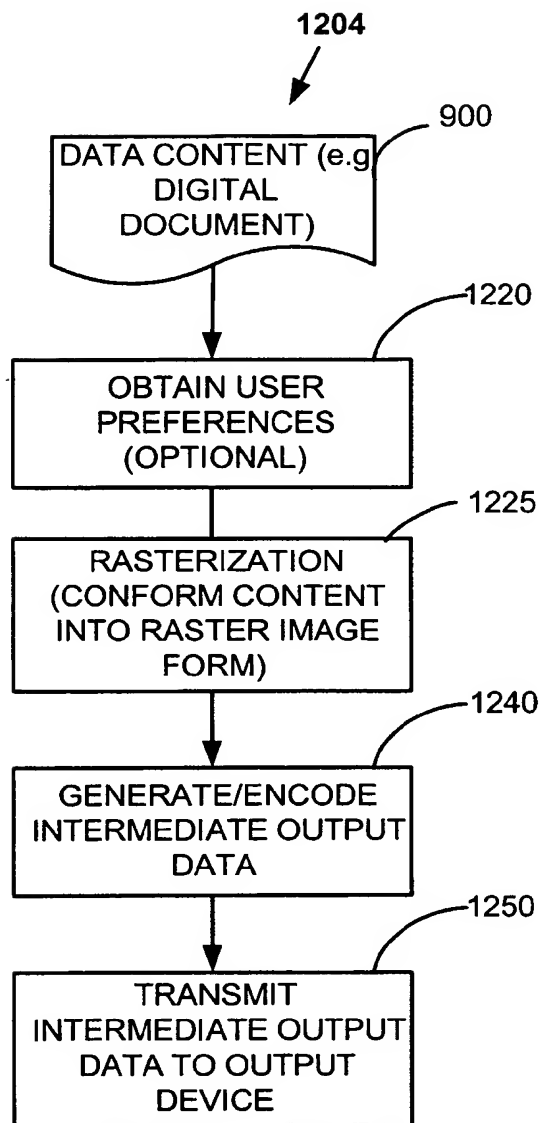 1204
900
DATA CONTENT (e.g
DIGITAL
DOCUMENT)
1220
OBTAIN USER
PREFERENCES
(OPTIONAL)
1225
RASTERIZATION
(CONFORM CONTENT
INTO RASTER IMAGE
FORM)
1240
GENERATE/ENCODE
INTERMEDIATE OUTPUT
DATA
1250
TRANSMIT
INTERMEDIATE OUTPUT
DATA TO OUTPUT
DEVICE